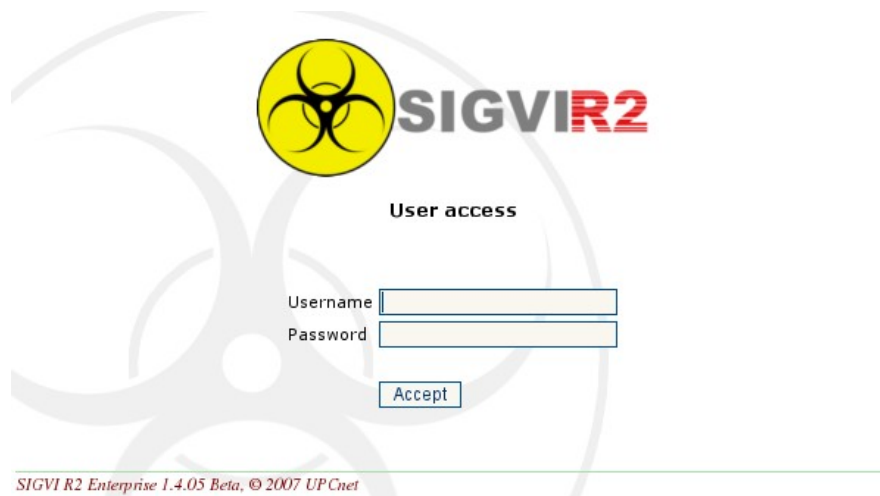 SIGVIR2
User access
Username
Password
Accept
SIGVI R2 Enterprise 1.4.05 Beta, © 2007 UPCnet